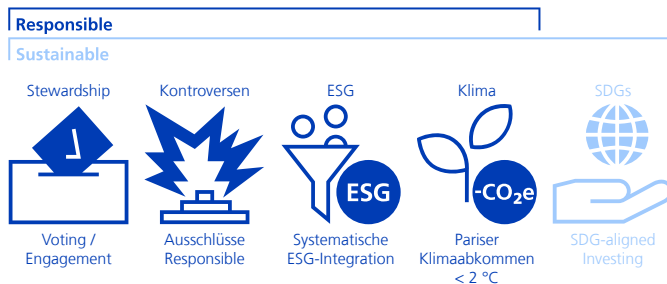 Responsible
Sustainable
Stewardship
Kontroversen
ESG
Klima
SDGs
ESG
-CO₂e
Voting /
Engagement
Ausschlüsse
Responsible
Systematische
ESG-Integration
Pariser
Klimaabkommen
< 2 °C
SDG-aligned
Investing